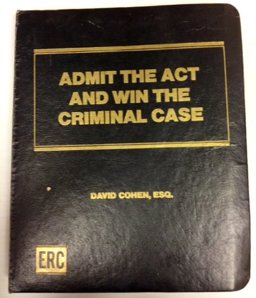 ADMIT THE ACT
AND WIN THE
CRIMINAL CASE
DAVID COHEN, ESQ.
ERC